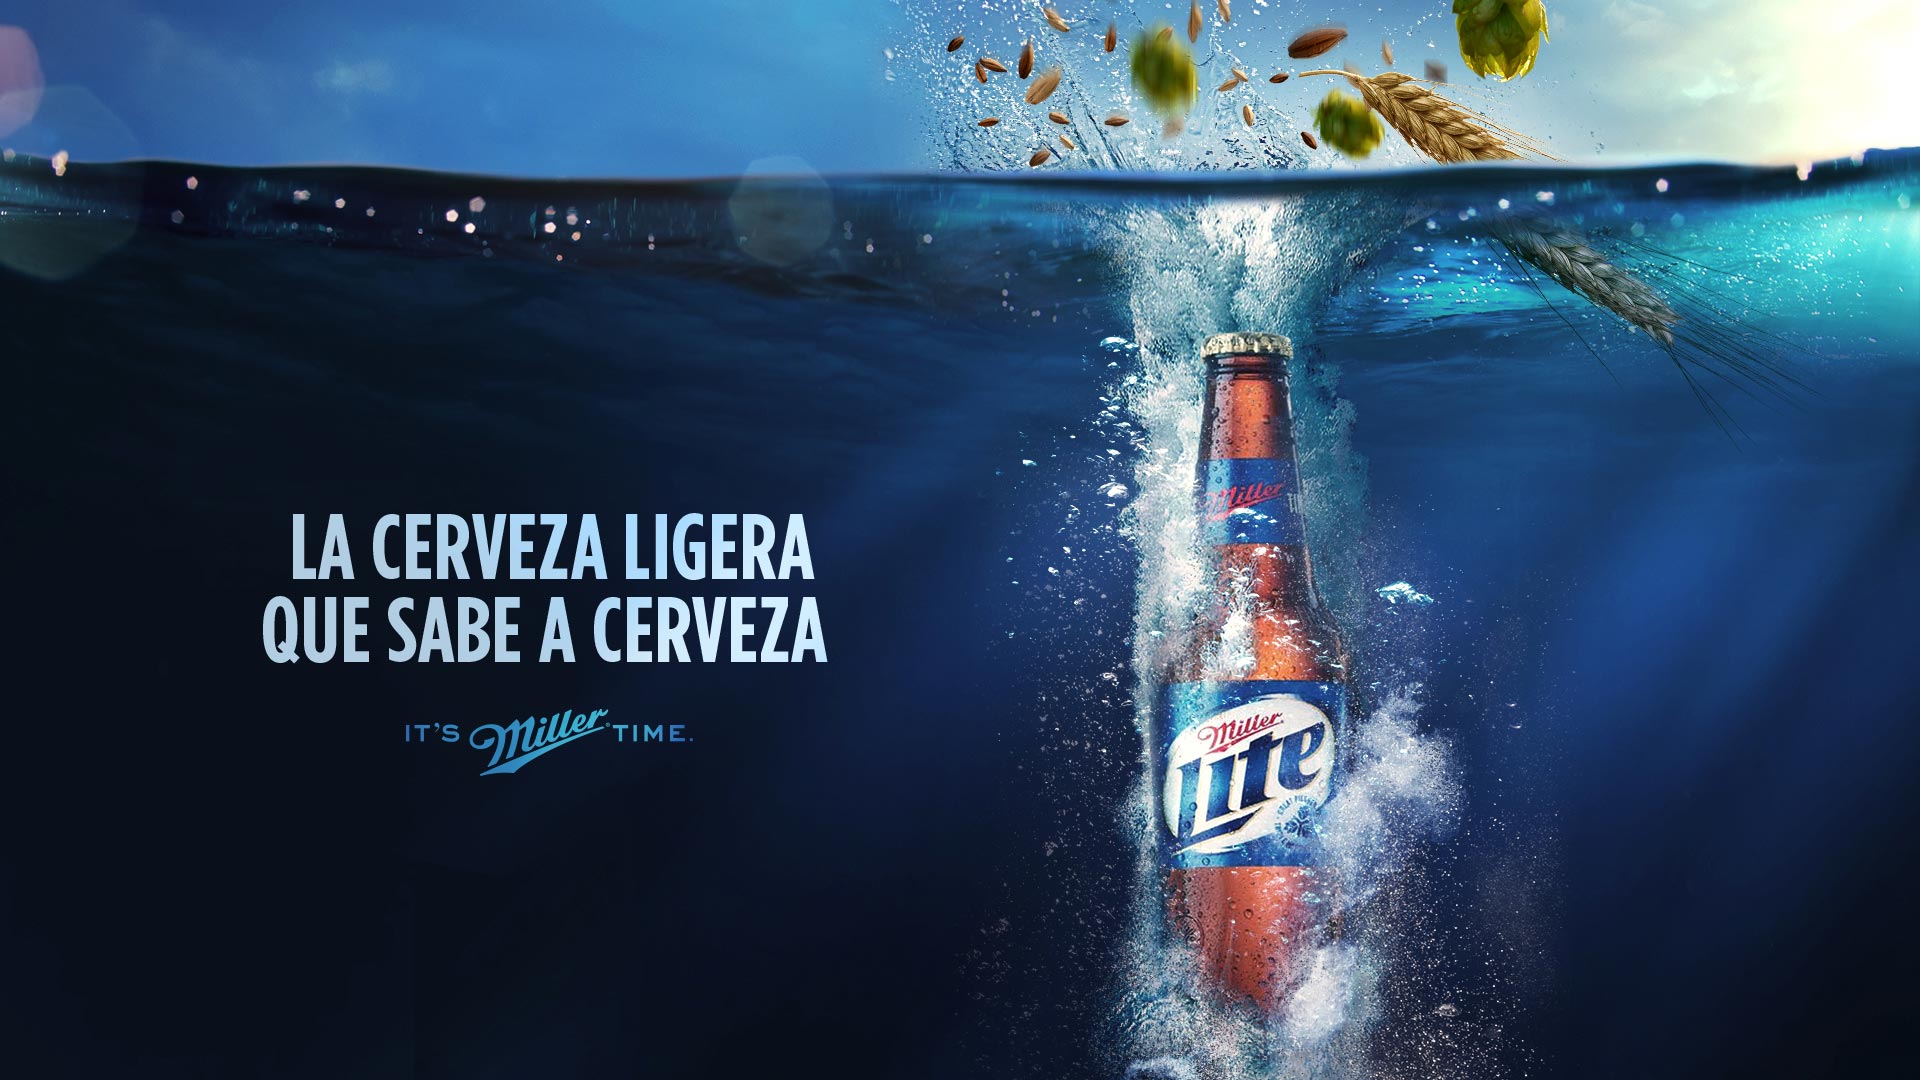 LA CERVEZA LIGERA
QUE SABE A CERVEZA
IT'S Miller TIME.
Miller
Miller
Lite